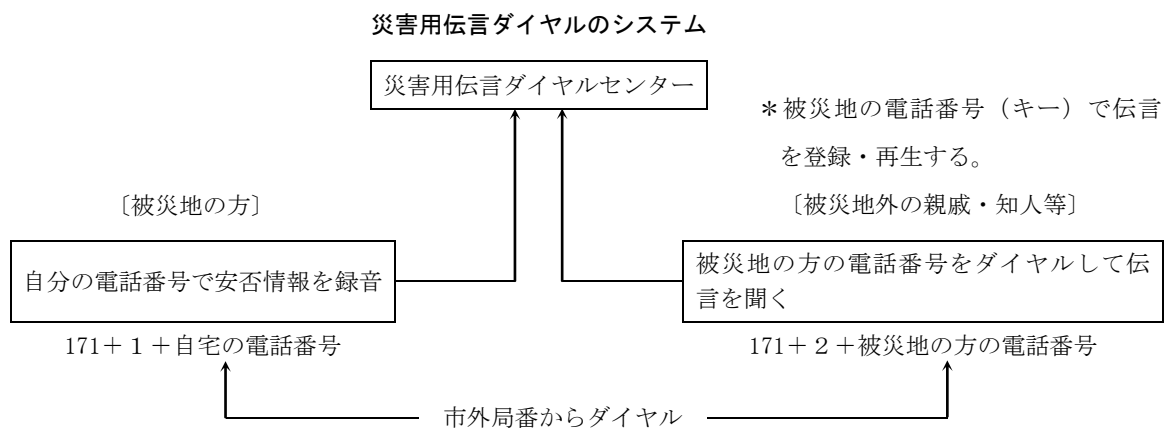 災害用伝言ダイヤルのシステム
災害用伝言ダイヤルセンター
＊被災地の電話番号（キー）で伝言
を登録・再生する。
〔被災地の方〕
〔被災地外の親戚・知人等〕
自分の電話番号で安否情報を録音
被災地の方の電話番号をダイヤルして伝
言を聞く
171＋１＋自宅の電話番号
171＋２＋被災地の方の電話番号
市外局番からダイヤル